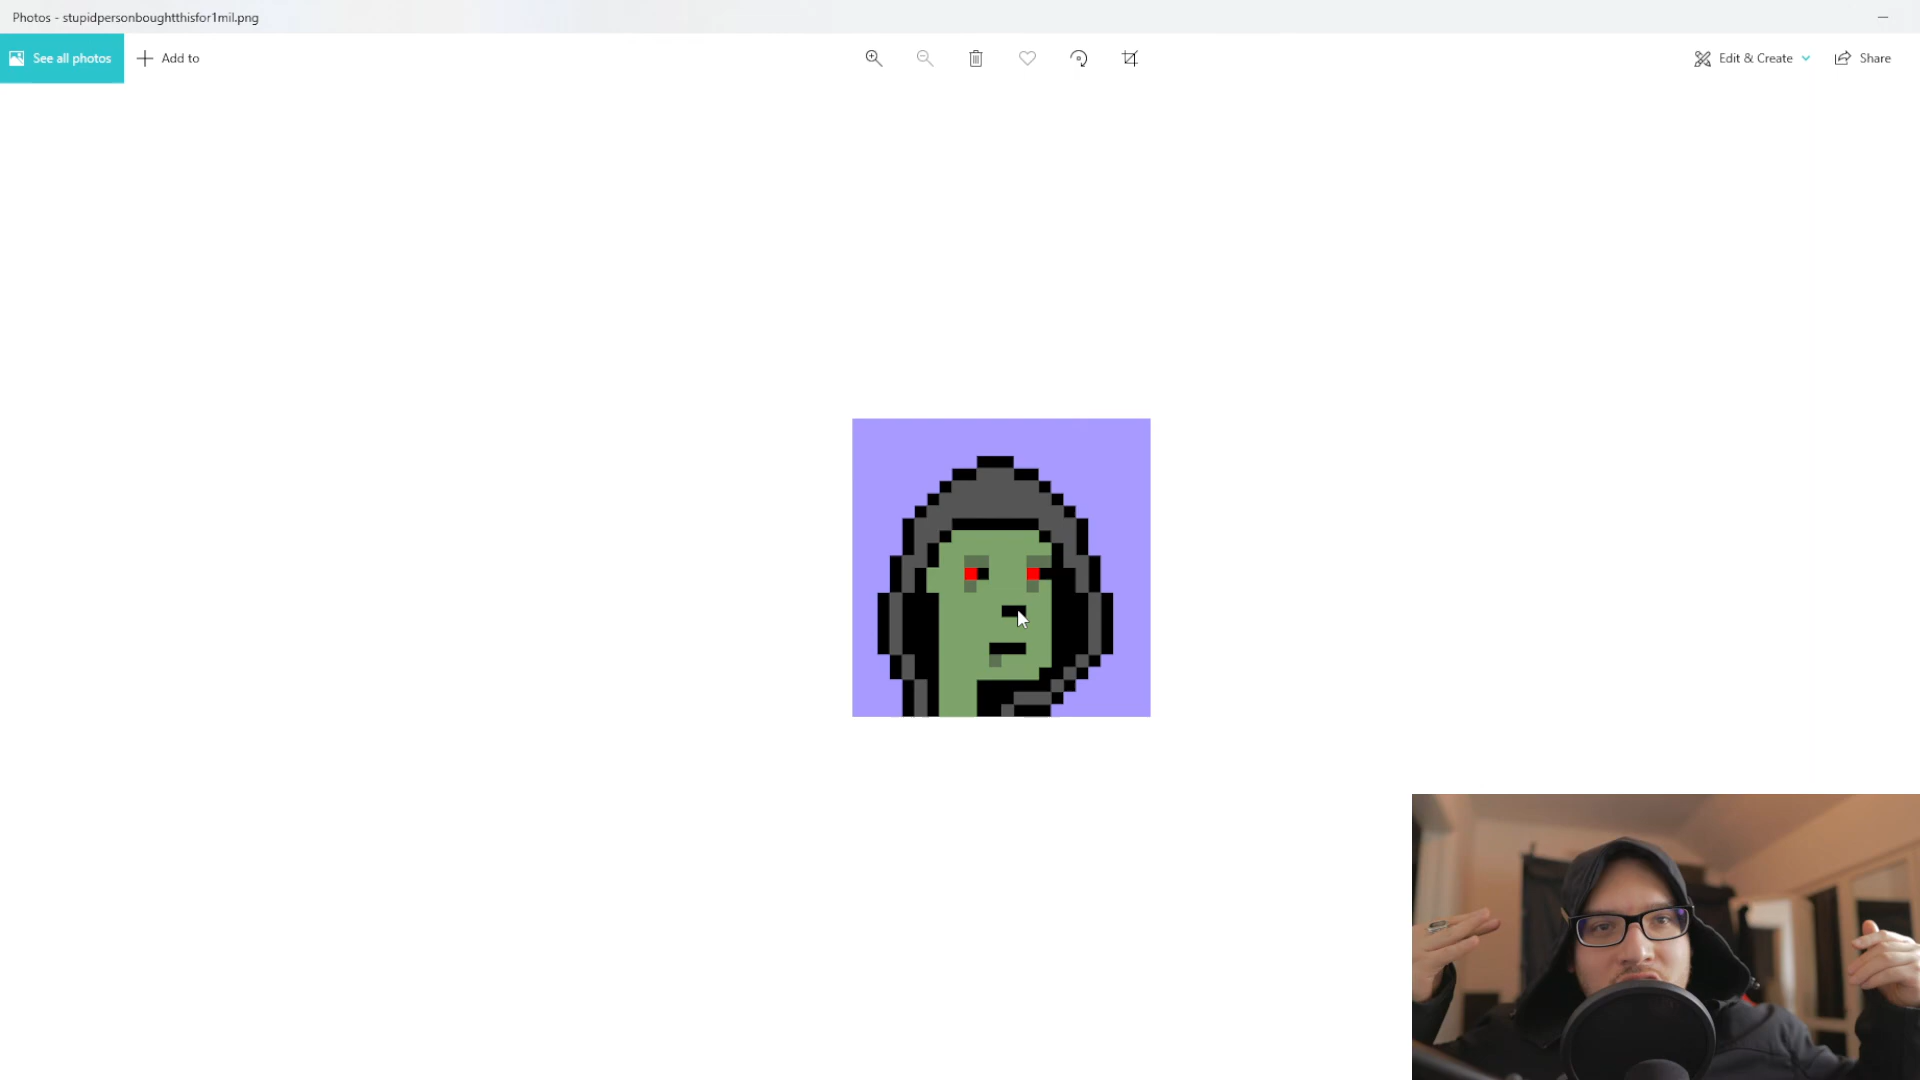 Photos - stupidpersonboughtthisfor1mil.png
See all photos
Add to
Edit & Create
Share